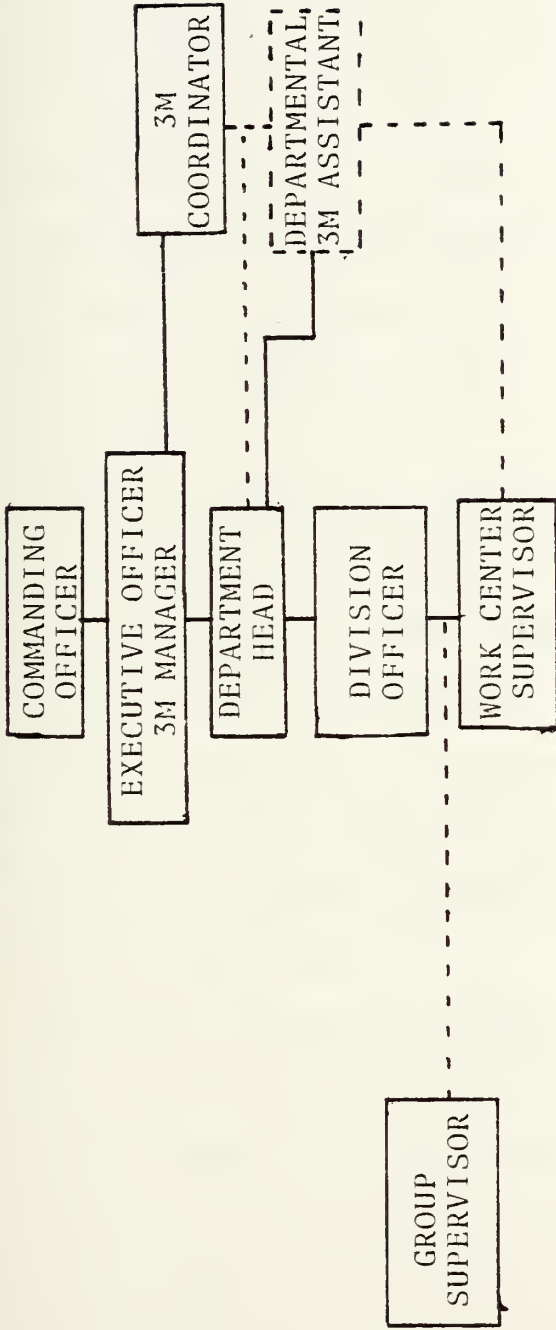 COMMANDING
OFFICER
EXECUTIVE OFFICER
3M MANAGER
3M
COORDINATOR
DEPARTMENT
HEAD
DEPARTMENTAL
3M ASSISTANT
DIVISION
OFFICER
GROUP
SUPERVISOR
WORK CENTER
SUPERVISOR